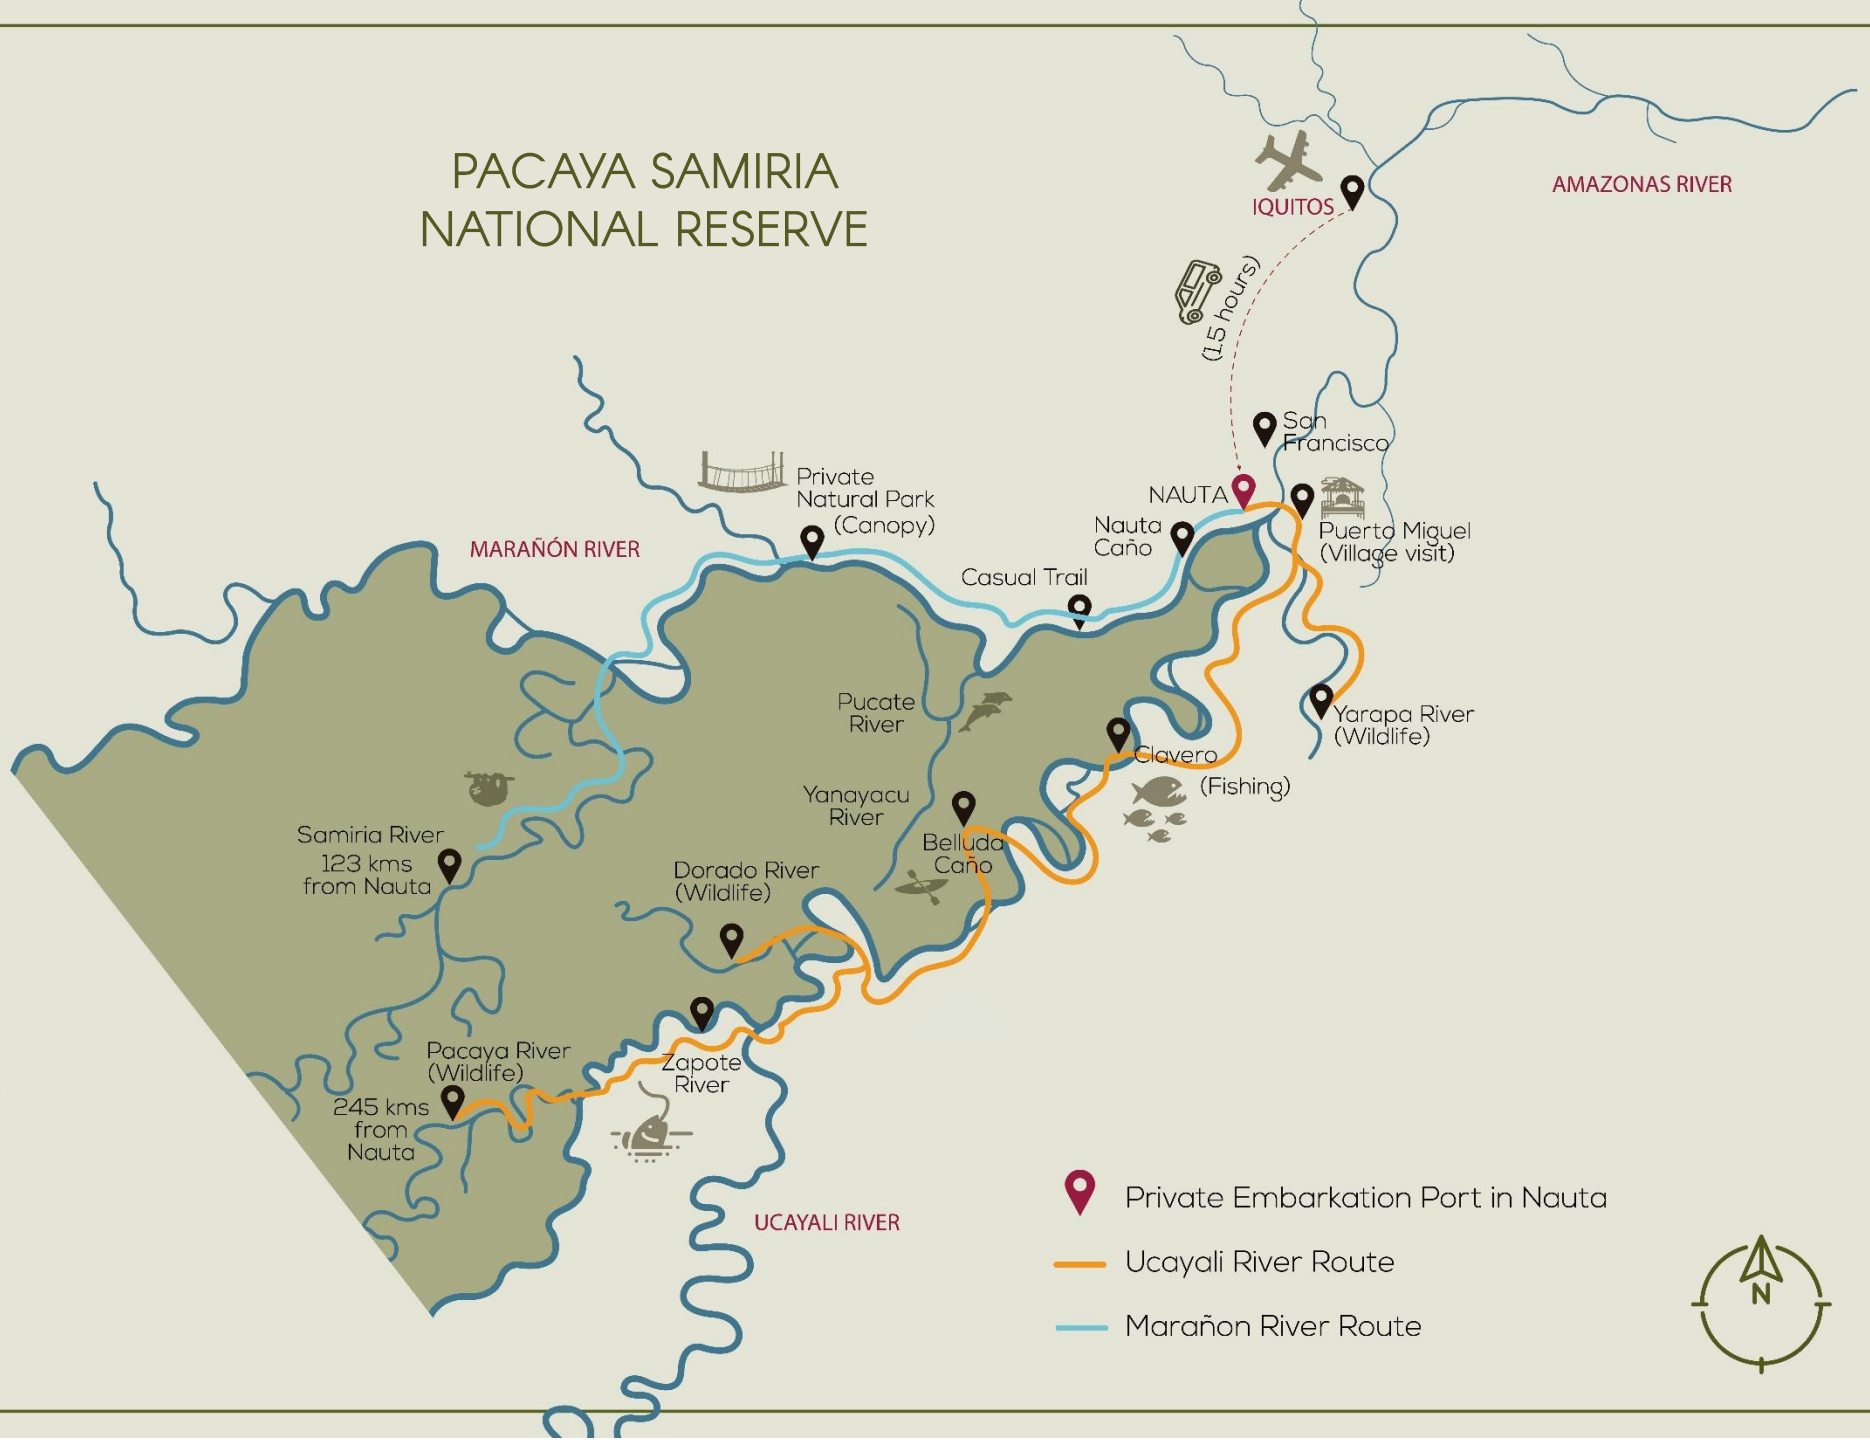 PACAYA SAMIRIA
NATIONAL RESERVE
AMAZONAS RIVER
IQUITOS
(1.5 hours)
San
Francisco
NAUTA
Puerto Miguel
(Village visit)
Nauta
Caño
Private
Natural Park
(Canopy)
MARAÑÓN RIVER
Casual Trail
Pucate
River
Yarapa River
(Wildlife)
Clavero
(Fishing)
Yanayacu
River
Belluda
Caño
Samiria River
123 kms
from Nauta
Dorado River
(Wildlife)
Pacaya River
(Wildlife)
245 kms
from
Nauta
Zapote
River
UCAYALI RIVER
Private Embarkation Port in Nauta
Ucayali River Route
Marañon River Route
N